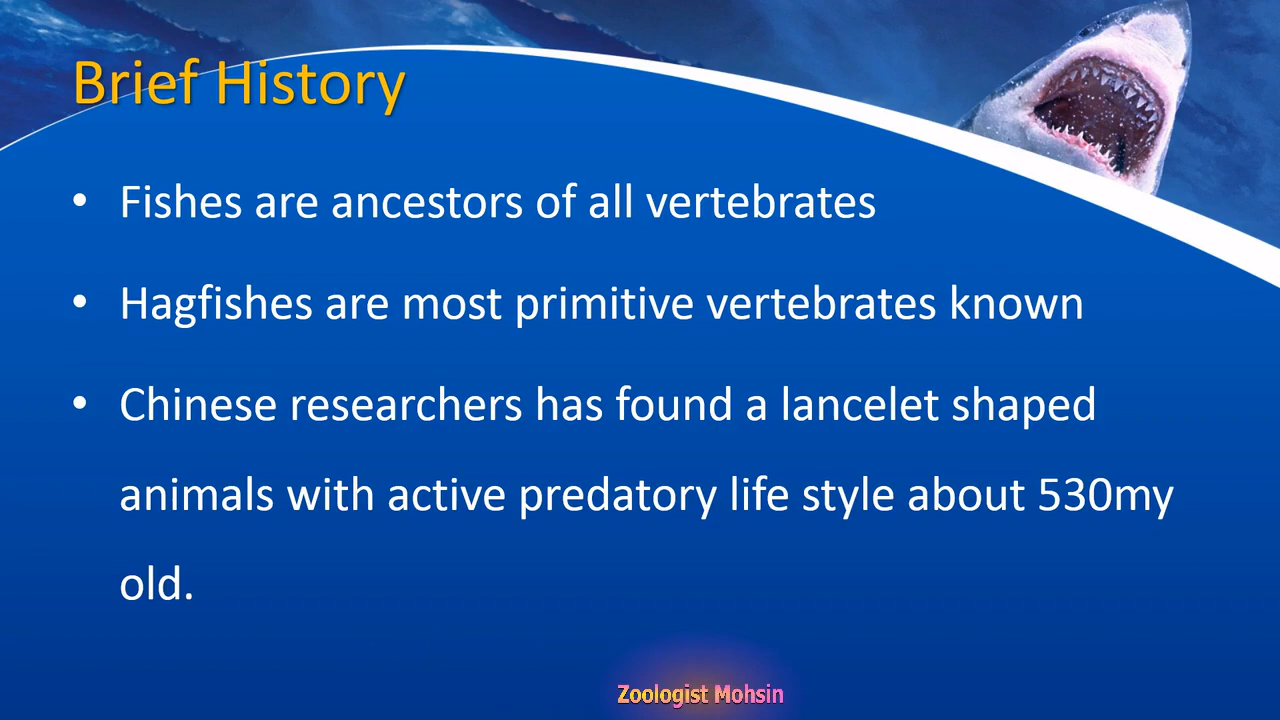 Brief History
• Fishes are ancestors of all vertebrates
• Hagfishes are most primitive vertebrates known
• Chinese researchers has found a lancelet shaped
animals with active predatory life style about 530my
old.
Zoologist Mohsin